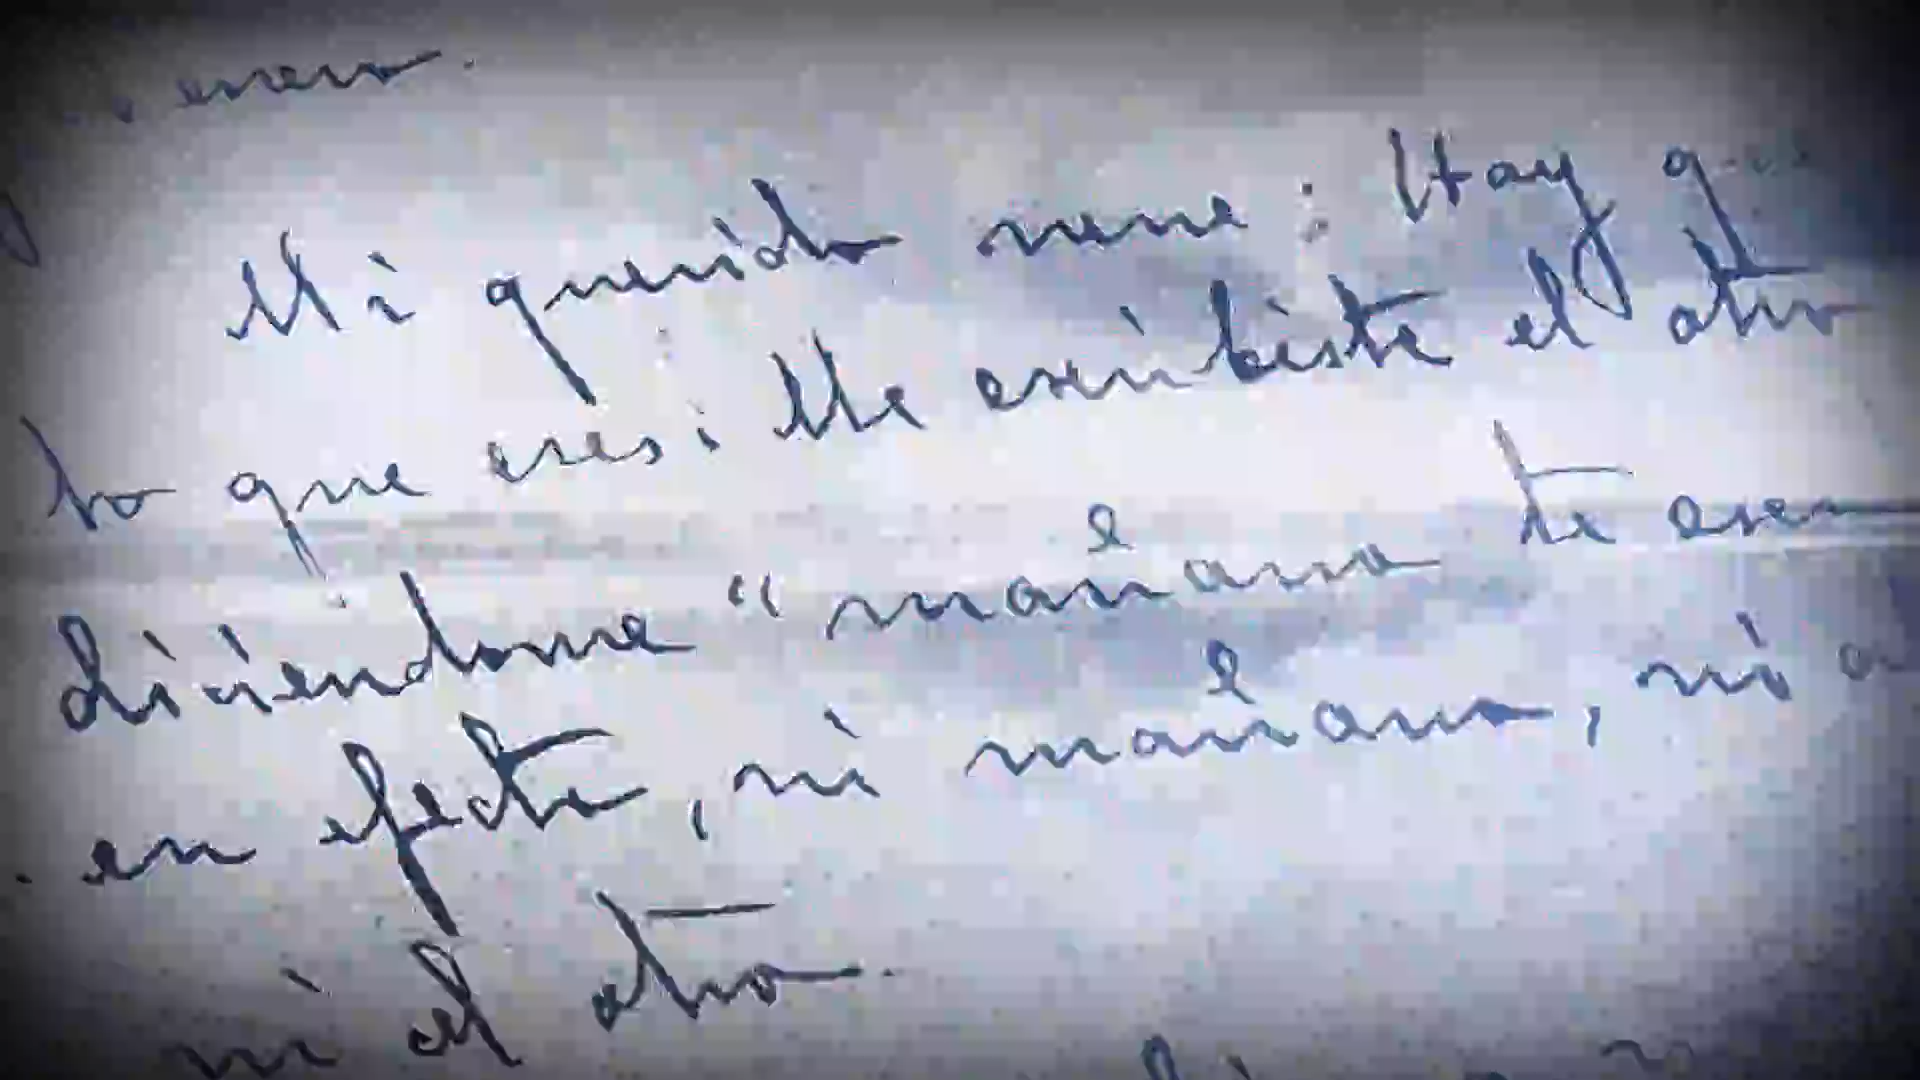 enero.
Mi querido nene: Hay
lo que eres: Me escribiste el otro
diciéndome "mañana te
en efecto, ni mañana, ni
ni el otro.